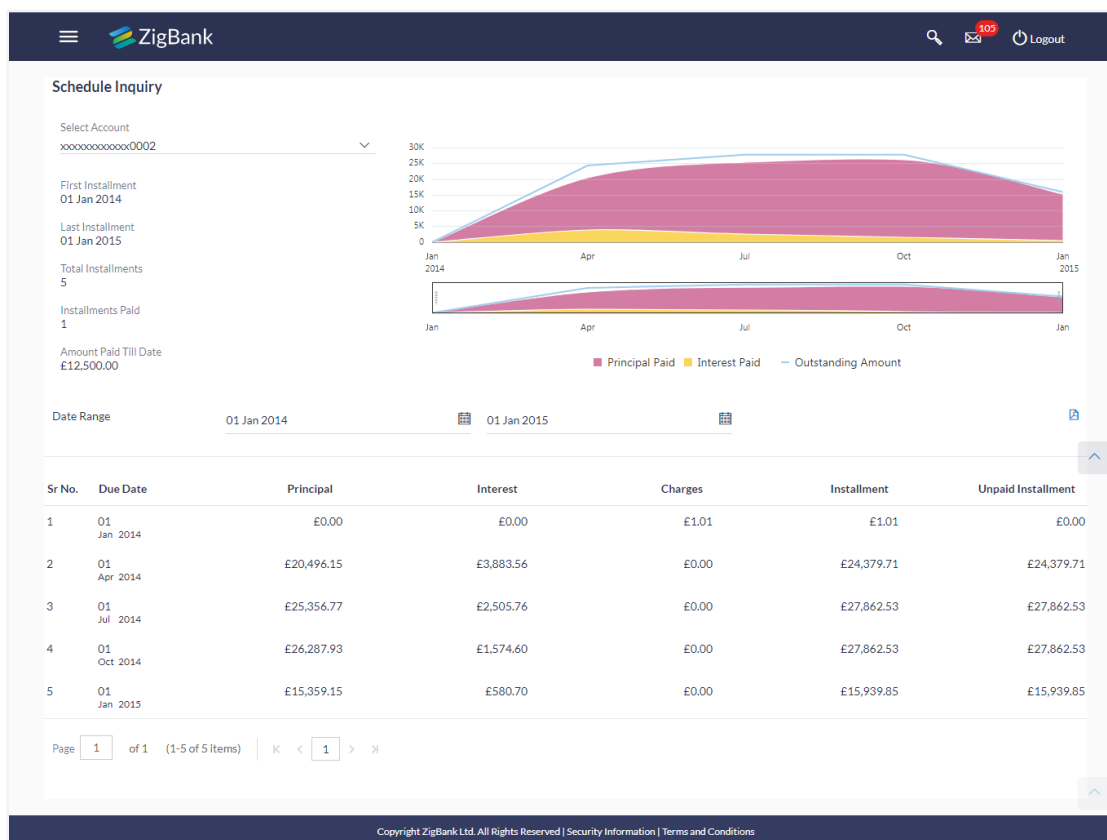 ZigBank
105
Logout
Schedule Inquiry
Select Account
xxxxxxxxxxxx0002
First Installment
01 Jan 2014
Last Installment
01 Jan 2015
Total Installments
5
Installments Paid
1
Amount Paid Till Date
£12,500.00
30K
25K
20K
15K
10K
5K
0
Jan Apr Jul Oct Jan
2014 2015
Jan Apr Jul Oct Jan
Principal Paid Interest Paid Outstanding Amount
Date Range 01 Jan 2014 01 Jan 2015
Sr No. Due Date Principal Interest Charges Installment Unpaid Installment
1 01 £0.00 £0.00 £1.01 £1.01 £0.00
Jan 2014
2 01 £20,496.15 £3,883.56 £0.00 £24,379.71 £24,379.71
Apr 2014
3 01 £25,356.77 £2,505.76 £0.00 £27,862.53 £27,862.53
Jul 2014
4 01 £26,287.93 £1,574.60 £0.00 £27,862.53 £27,862.53
Oct 2014
5 01 £15,359.15 £580.70 £0.00 £15,939.85 £15,939.85
Jan 2015
Page 1 of 1 (1-5 of 5 items) 1
Copyright ZigBank Ltd. All Rights Reserved | Security Information | Terms and Conditions